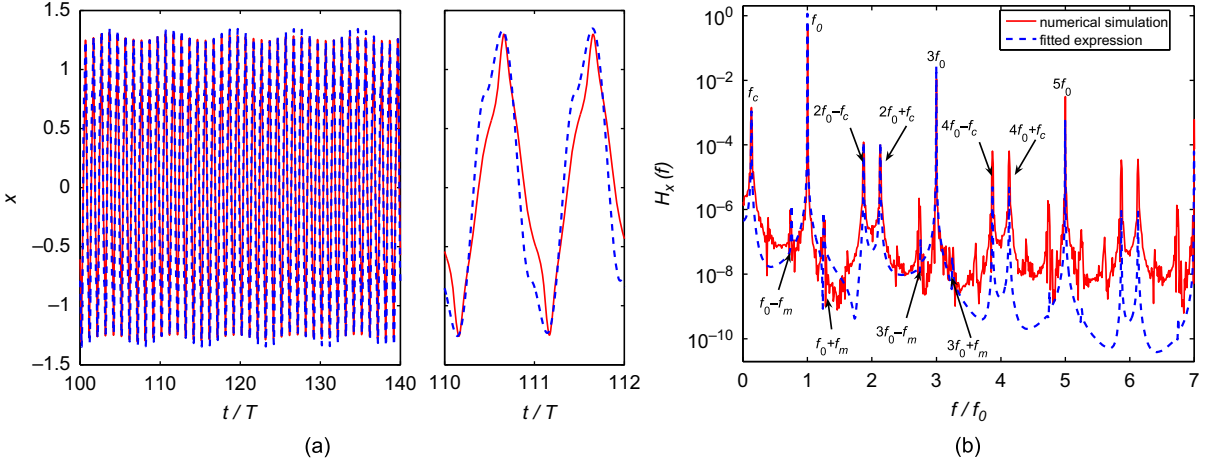 1.5
1
0.5
0
−0.5
−1
−1.5
x
100 110 120 130 140
t / T
110 111 112
t / T
(a)
10^0
10^−2
10^−4
10^−6
10^−8
10^−10
H_x (f)
numerical simulation
fitted expression
f_c
f_0
2f_0−f_c
2f_0+f_c
3f_0
4f_0−f_c
4f_0+f_c
5f_0
f_0−f_m
f_0+f_m
3f_0−f_m
3f_0+f_m
0 1 2 3 4 5 6 7
f / f_0
(b)